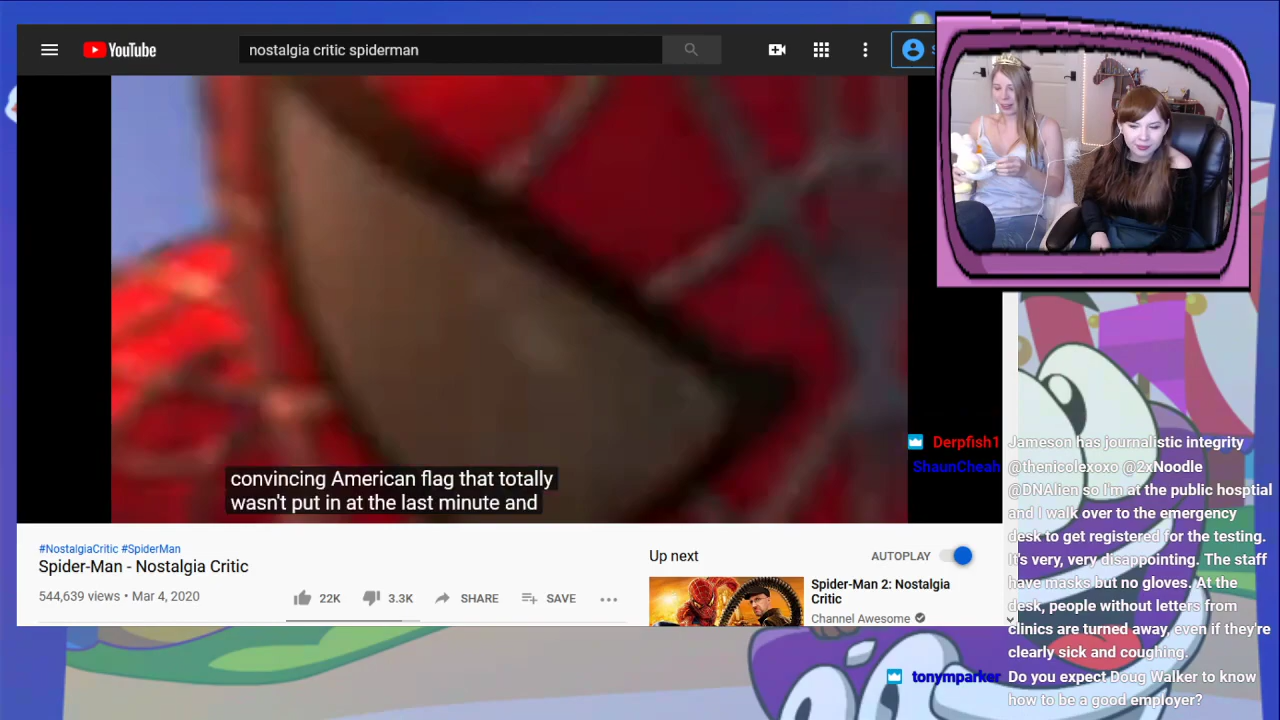 YouTube
nostalgia critic spiderman
convincing American flag that totally
wasn't put in at the last minute and
#NostalgiaCritic #SpiderMan
Spider-Man - Nostalgia Critic
544,639 views • Mar 4, 2020
22K
3.3K
SHARE
SAVE
Up next
AUTOPLAY
Spider-Man 2: Nostalgia
Critic
Channel Awesome
Derpfish1
Jameson has journalistic integrity
ShaunCheah
@thenicolexoxo @2xNoodle
@DNAlien so I'm at the public hosptial
and I walk over to the emergency
desk to get registered for the testing.
It's very, very disappointing. The staff
have masks but no gloves. At the
desk, people without letters from
clinics are turned away, even if they're
clearly sick and coughing.
tonymparker
Do you expect Doug Walker to know
how to be a good employer?